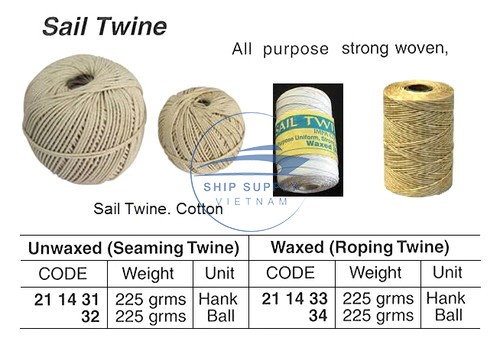 Sail Twine
All purpose strong woven,
SAIL TWINE
Waxed
SHIP SUPPLY
VIETNAM
Sail Twine. Cotton
Unwaxed (Seaming Twine) Waxed (Roping Twine)
CODE Weight Unit CODE Weight Unit
21 14 31 225 grms Hank 21 14 33 225 grms Hank
32 225 grms Ball 34 225 grms Ball